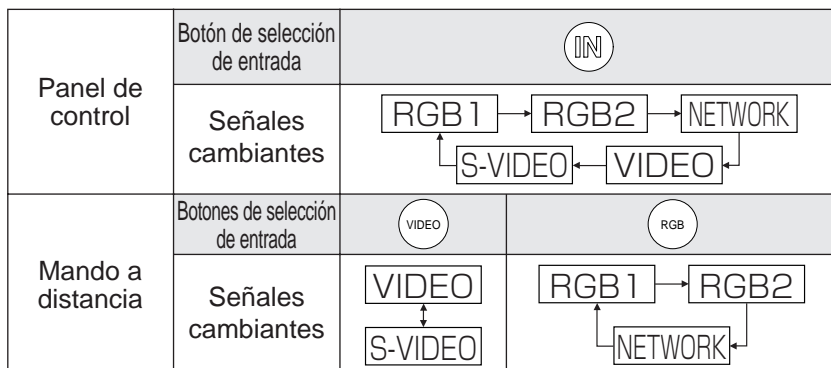 Panel de
control
Botón de selección
de entrada
IN
Señales
cambiantes
RGB1 RGB2 NETWORK
S-VIDEO VIDEO
Mando a
distancia
Botones de selección
de entrada
VIDEO
RGB
Señales
cambiantes
VIDEO
S-VIDEO
RGB1 RGB2
NETWORK